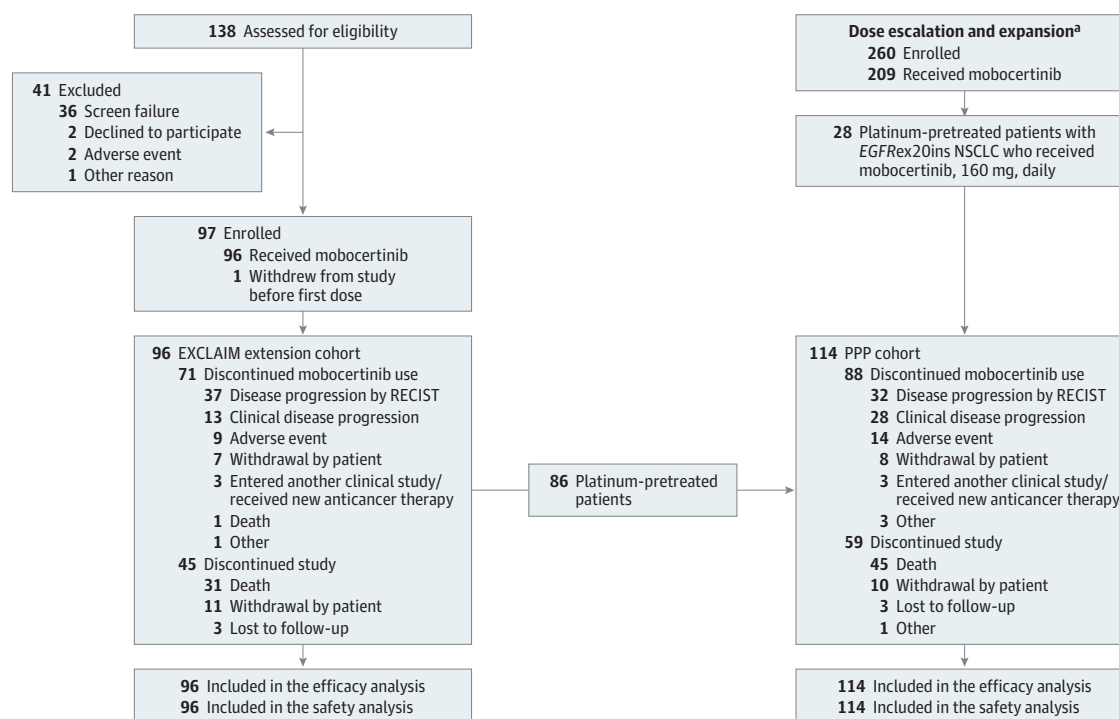 138 Assessed for eligibility
41 Excluded
36 Screen failure
2 Declined to participate
2 Adverse event
1 Other reason
97 Enrolled
96 Received mobocertinib
1 Withdrew from study
before first dose
96 EXCLAIM extension cohort
71 Discontinued mobocertinib use
37 Disease progression by RECIST
13 Clinical disease progression
9 Adverse event
7 Withdrawal by patient
3 Entered another clinical study/
received new anticancer therapy
1 Death
1 Other
45 Discontinued study
31 Death
11 Withdrawal by patient
3 Lost to follow-up
96 Included in the efficacy analysis
96 Included in the safety analysis
86 Platinum-pretreated
patients
Dose escalation and expansionᵃ
260 Enrolled
209 Received mobocertinib
28 Platinum-pretreated patients with
EGFRex20ins NSCLC who received
mobocertinib, 160 mg, daily
114 PPP cohort
88 Discontinued mobocertinib use
32 Disease progression by RECIST
28 Clinical disease progression
14 Adverse event
8 Withdrawal by patient
3 Entered another clinical study/
received new anticancer therapy
3 Other
59 Discontinued study
45 Death
10 Withdrawal by patient
3 Lost to follow-up
1 Other
114 Included in the efficacy analysis
114 Included in the safety analysis